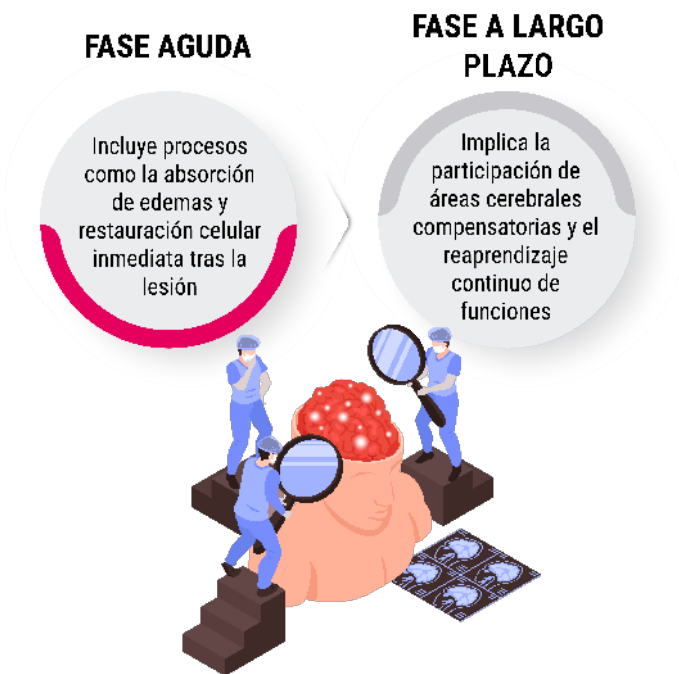 FASE AGUDA
Incluye procesos
como la absorción
de edemas y
restauración celular
inmediata tras la
lesión
FASE A LARGO
PLAZO
Implica la
participación de
áreas cerebrales
compensatorias y el
reaprendizaje
continuo de
funciones